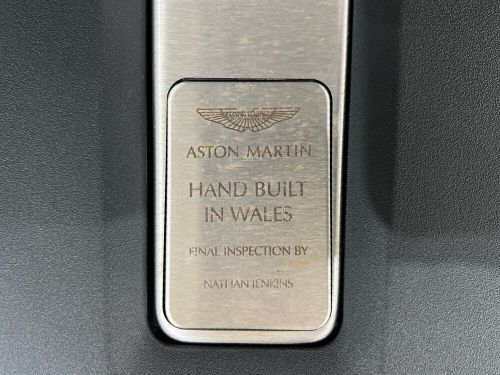 ASTON MARTIN
ASTON MARTIN
HAND BUILT
IN WALES
FINAL INSPECTION BY
NATHAN JENKINS